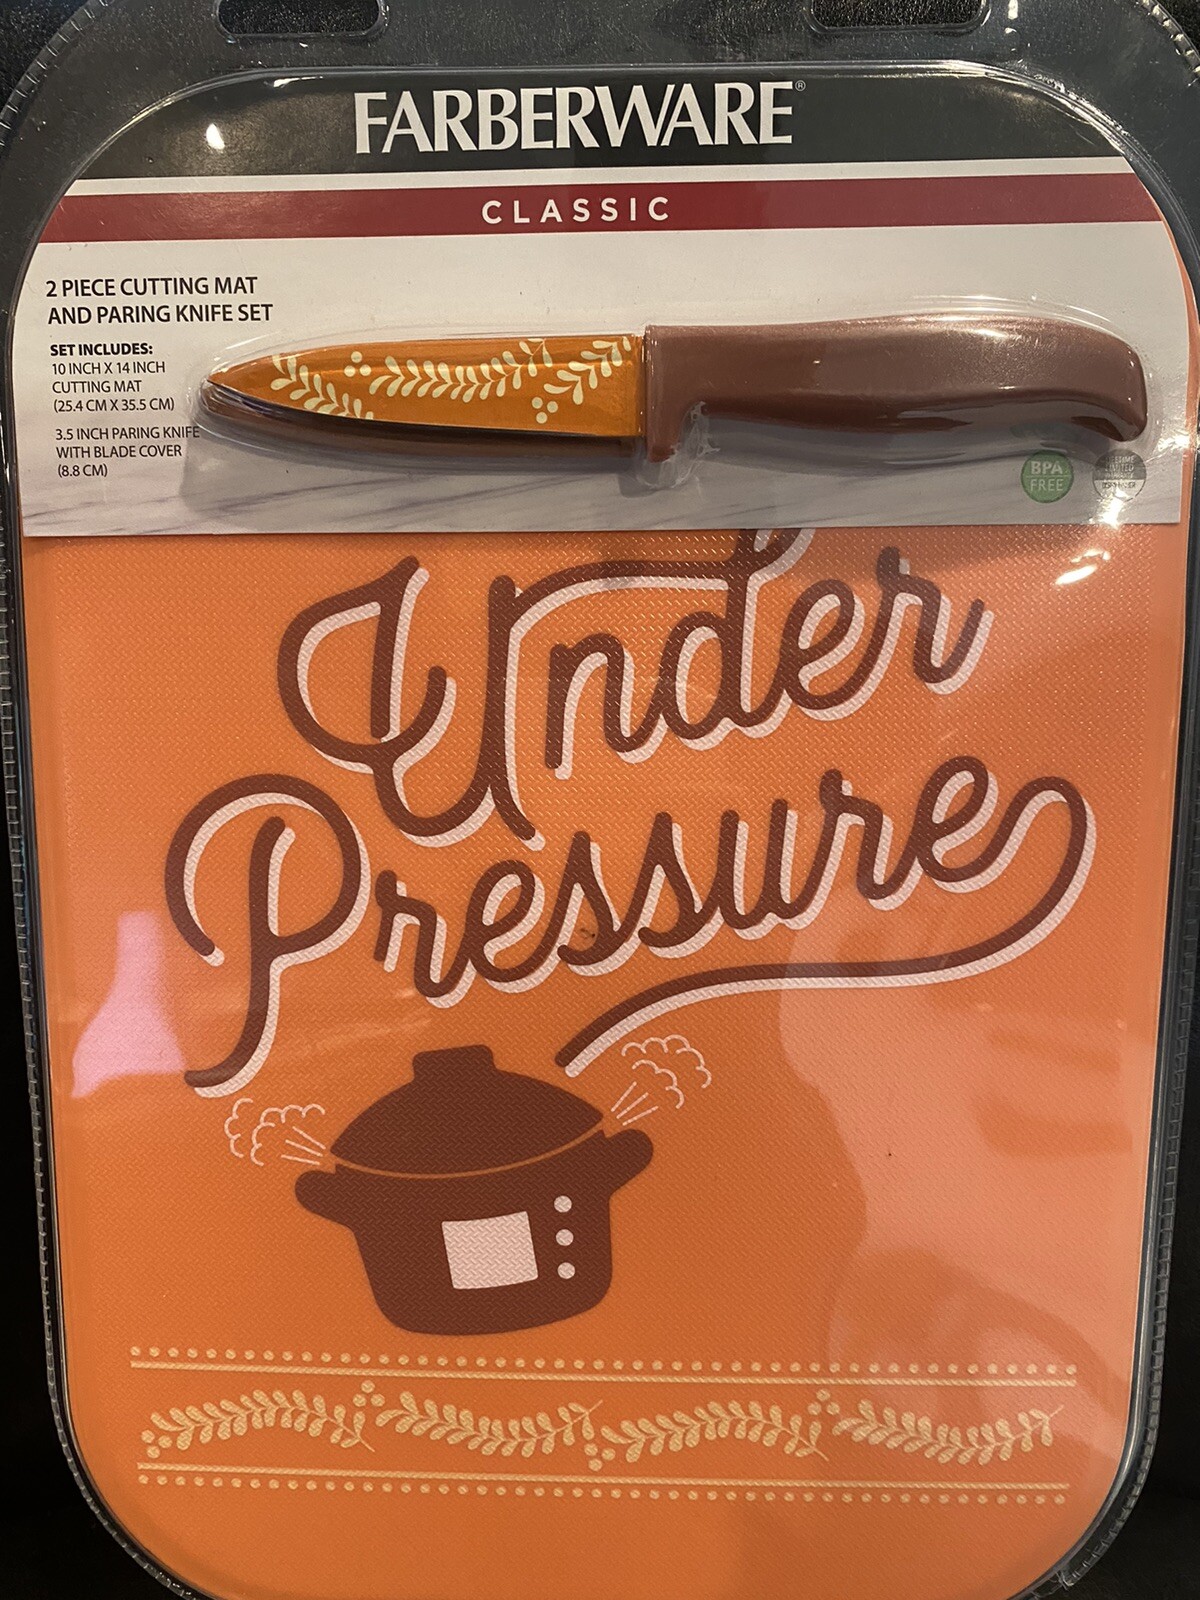 FARBERWARE®
CLASSIC
2 PIECE CUTTING MAT
AND PARING KNIFE SET
SET INCLUDES:
10 INCH X 14 INCH
CUTTING MAT
(25.4 CM X 35.5 CM)
3.5 INCH PARING KNIFE
WITH BLADE COVER
(8.8 CM)
BPA
FREE
LIMITED
Under
Pressure